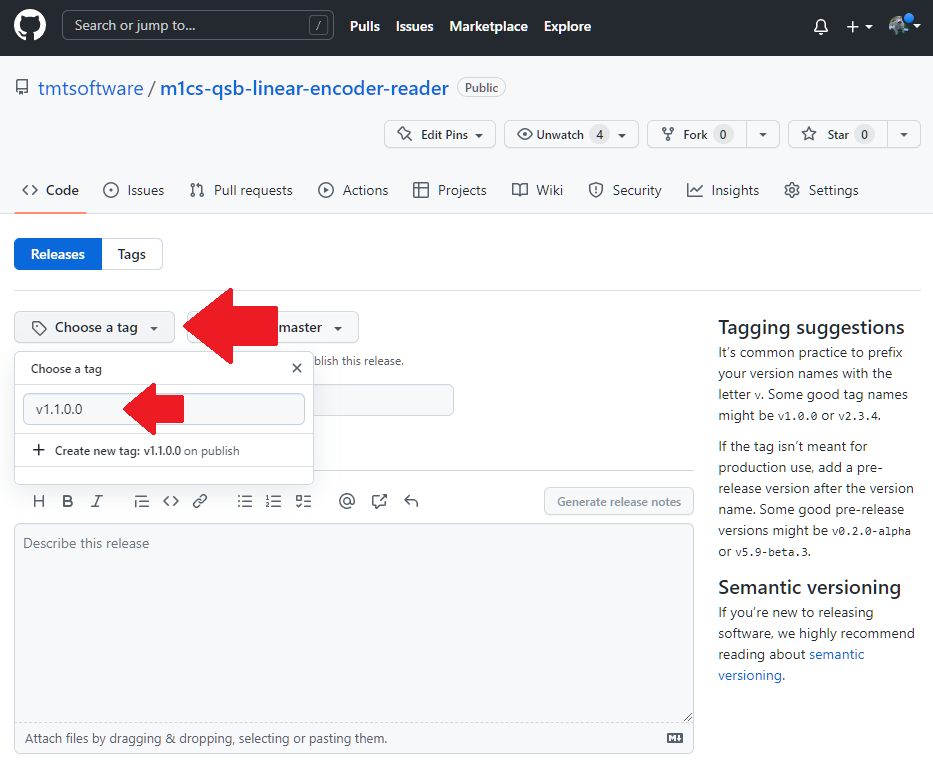 Search or jump to... / Pulls Issues Marketplace Explore
tmtsoftware / m1cs-qsb-linear-encoder-reader Public
Edit Pins Unwatch 4 Fork 0 Star 0
Code Issues Pull requests Actions Projects Wiki Security Insights Settings
Releases Tags
Choose a tag master
blish this release.
Choose a tag
v1.1.0.0
Create new tag: v1.1.0.0 on publish
H B I
Generate release notes
Describe this release
Attach files by dragging & dropping, selecting or pasting them.
Tagging suggestions
It's common practice to prefix
your version names with the
letter v. Some good tag names
might be v1.0.0 or v2.3.4.
If the tag isn't meant for
production use, add a pre-
release version after the version
name. Some good pre-release
versions might be v0.2.0-alpha
or v5.9-beta.3.
Semantic versioning
If you're new to releasing
software, we highly recommend
reading about semantic
versioning.